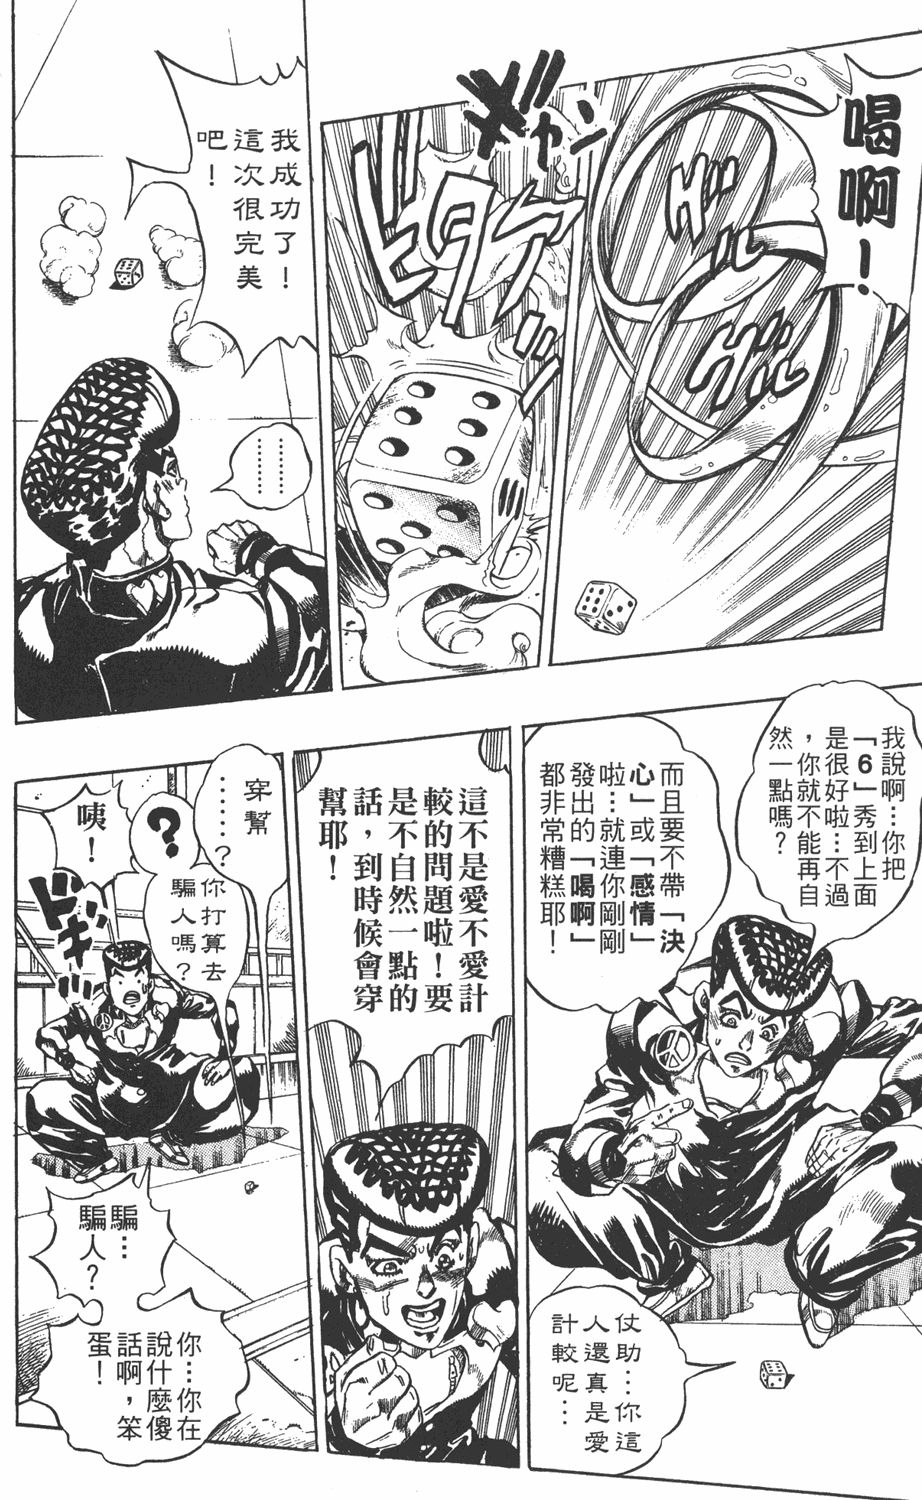 喝啊！
グル
グル
ドタァ
メギャン
我成功了！
這次很完美
吧！
⋯⋯⋯
我說啊⋯你把
「6」秀到上面
是很好啦⋯不過
，你就不能再自
然一點嗎？
而且要不帶「決
心」或「感情」
啦⋯就連你剛剛
發出的「喝啊」
都非常糟糕耶！
仗助⋯你這
人還真是愛
計較呢⋯
這不是愛不愛計
較的問題啦！要
是不自然一點的
話，到時候會穿
幫耶！
穿幫
⋯⋯？
你打算去
騙人嗎？
？
咦！
ドキ
騙⋯
騙人？
你⋯你在
說什麼傻
話啊，笨
蛋！